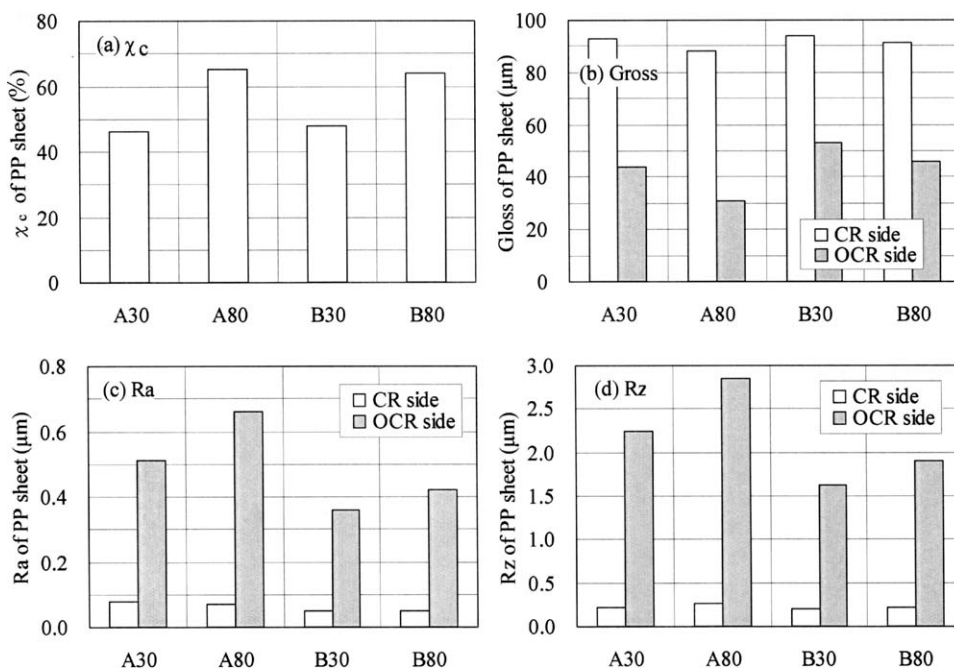 (a) χc
χc of PP sheet (%)
80
60
40
20
0
A30 A80 B30 B80
(b) Gross
Gloss of PP sheet (μm)
100
80
60
40
20
0
CR side
OCR side
A30 A80 B30 B80
(c) Ra
Ra of PP sheet (μm)
0.8
0.6
0.4
0.2
0.0
CR side
OCR side
A30 A80 B30 B80
(d) Rz
Rz of PP sheet (μm)
3.0
2.5
2.0
1.5
1.0
0.5
0.0
CR side
OCR side
A30 A80 B30 B80